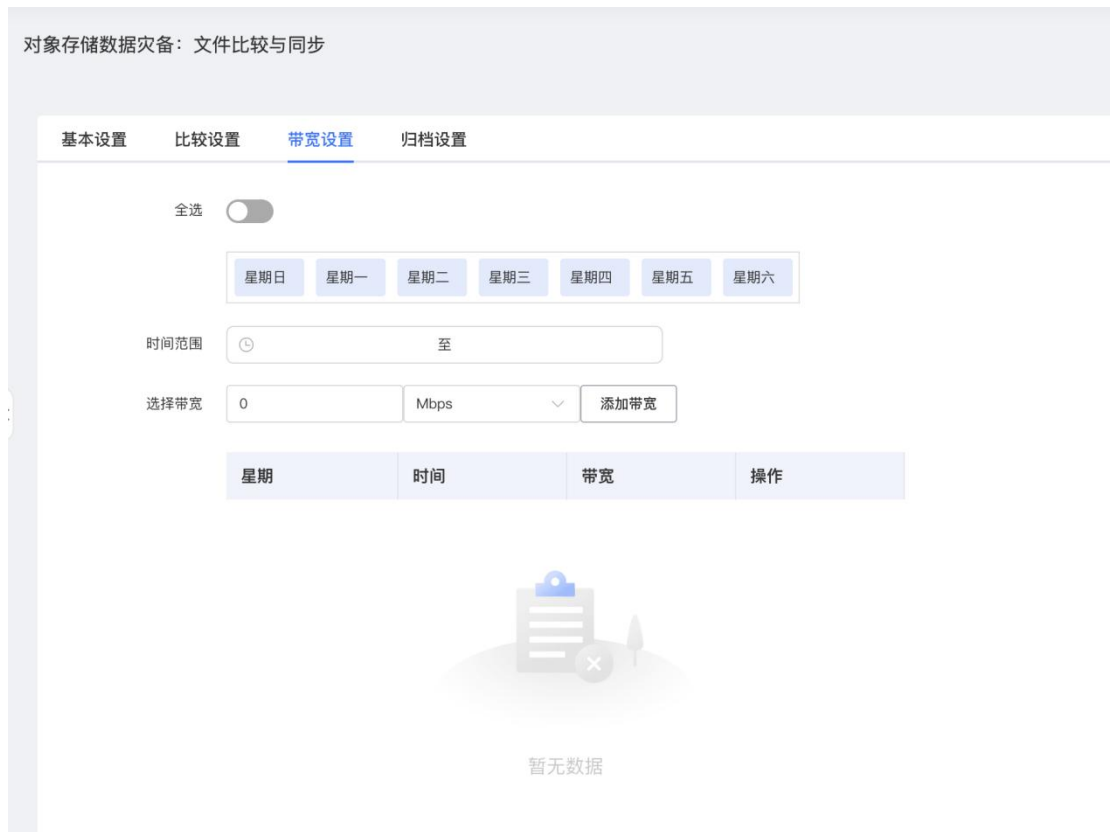 对象存储数据灾备：文件比较与同步
基本设置 比较设置 带宽设置 归档设置
全选
星期日 星期一 星期二 星期三 星期四 星期五 星期六
时间范围 至
选择带宽 0 Mbps 添加带宽
星期 时间 带宽 操作
暂无数据